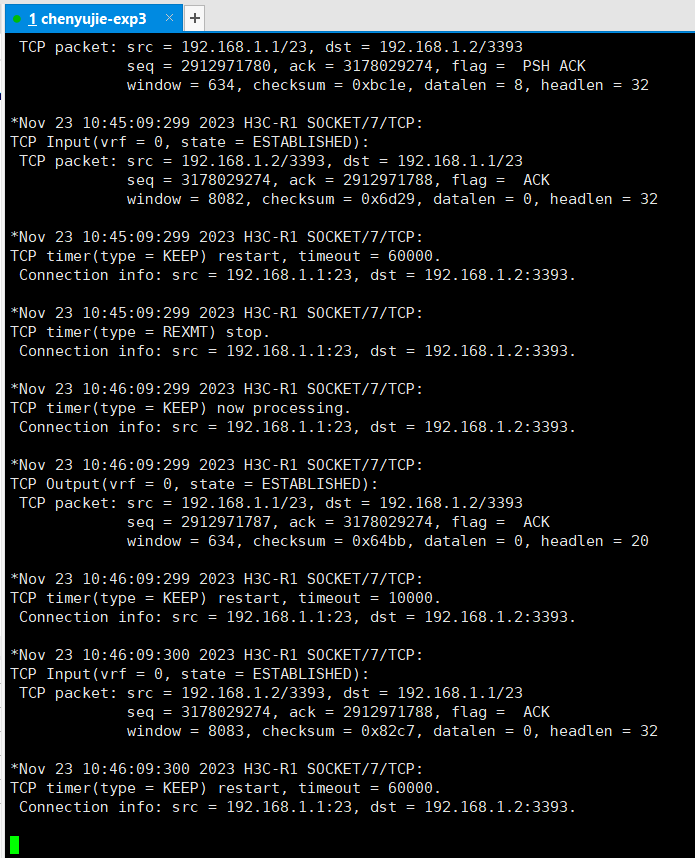 1 chenyujie-exp3 × +
TCP packet: src = 192.168.1.1/23, dst = 192.168.1.2/3393
seq = 2912971780, ack = 3178029274, flag =  PSH ACK
window = 634, checksum = 0xbc1e, datalen = 8, headlen = 32
*Nov 23 10:45:09:299 2023 H3C-R1 SOCKET/7/TCP:
TCP Input(vrf = 0, state = ESTABLISHED):
TCP packet: src = 192.168.1.2/3393, dst = 192.168.1.1/23
seq = 3178029274, ack = 2912971788, flag =  ACK
window = 8082, checksum = 0x6d29, datalen = 0, headlen = 32
*Nov 23 10:45:09:299 2023 H3C-R1 SOCKET/7/TCP:
TCP timer(type = KEEP) restart, timeout = 60000.
Connection info: src = 192.168.1.1:23, dst = 192.168.1.2:3393.
*Nov 23 10:45:09:299 2023 H3C-R1 SOCKET/7/TCP:
TCP timer(type = REXMT) stop.
Connection info: src = 192.168.1.1:23, dst = 192.168.1.2:3393.
*Nov 23 10:46:09:299 2023 H3C-R1 SOCKET/7/TCP:
TCP timer(type = KEEP) now processing.
Connection info: src = 192.168.1.1:23, dst = 192.168.1.2:3393.
*Nov 23 10:46:09:299 2023 H3C-R1 SOCKET/7/TCP:
TCP Output(vrf = 0, state = ESTABLISHED):
TCP packet: src = 192.168.1.1/23, dst = 192.168.1.2/3393
seq = 2912971787, ack = 3178029274, flag =  ACK
window = 634, checksum = 0x64bb, datalen = 0, headlen = 20
*Nov 23 10:46:09:299 2023 H3C-R1 SOCKET/7/TCP:
TCP timer(type = KEEP) restart, timeout = 10000.
Connection info: src = 192.168.1.1:23, dst = 192.168.1.2:3393.
*Nov 23 10:46:09:300 2023 H3C-R1 SOCKET/7/TCP:
TCP Input(vrf = 0, state = ESTABLISHED):
TCP packet: src = 192.168.1.2/3393, dst = 192.168.1.1/23
seq = 3178029274, ack = 2912971788, flag =  ACK
window = 8083, checksum = 0x82c7, datalen = 0, headlen = 32
*Nov 23 10:46:09:300 2023 H3C-R1 SOCKET/7/TCP:
TCP timer(type = KEEP) restart, timeout = 60000.
Connection info: src = 192.168.1.1:23, dst = 192.168.1.2:3393.